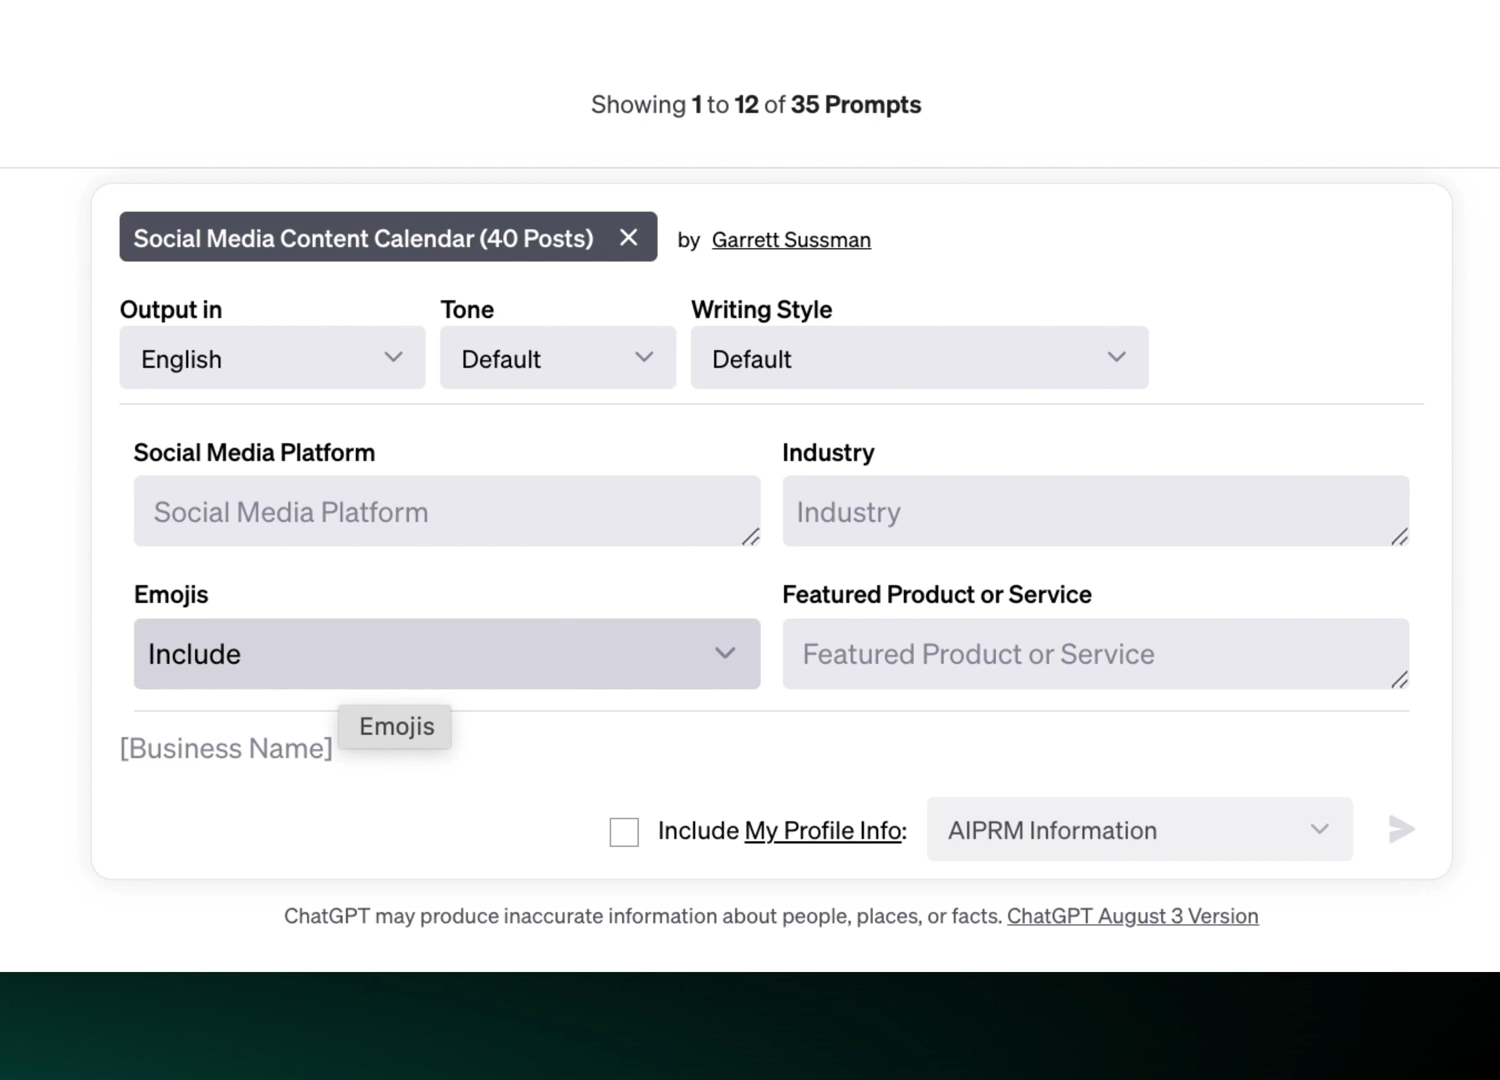 Showing 1 to 12 of 35 Prompts
Social Media Content Calendar (40 Posts) by Garrett Sussman
Output in Tone Writing Style
English Default Default
Social Media Platform Industry
Social Media Platform Industry
Emojis Featured Product or Service
Include Featured Product or Service
Emojis
[Business Name]
Include My Profile Info: AIPRM Information
ChatGPT may produce inaccurate information about people, places, or facts. ChatGPT August 3 Version